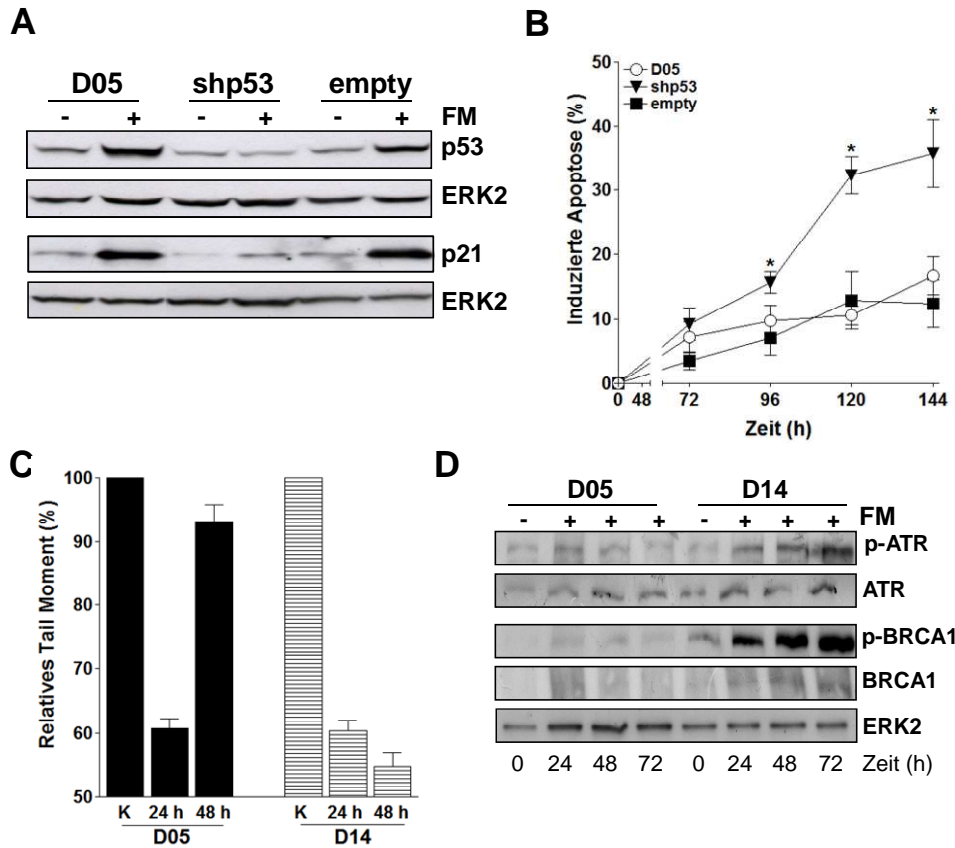 A
D05 shp53 empty
- + - + - + FM
p53
ERK2
p21
ERK2
B
50
40
30
20
10
0
Induzierte Apoptose (%)
D05
shp53
empty
*
*
*
0 48 72 96 120 144
Zeit (h)
C
100
90
80
70
60
50
Relatives Tail Moment (%)
K 24 h 48 h K 24 h 48 h
D05 D14
D
D05 D14
- + + + - + + + FM
p-ATR
ATR
p-BRCA1
BRCA1
ERK2
0 24 48 72 0 24 48 72 Zeit (h)